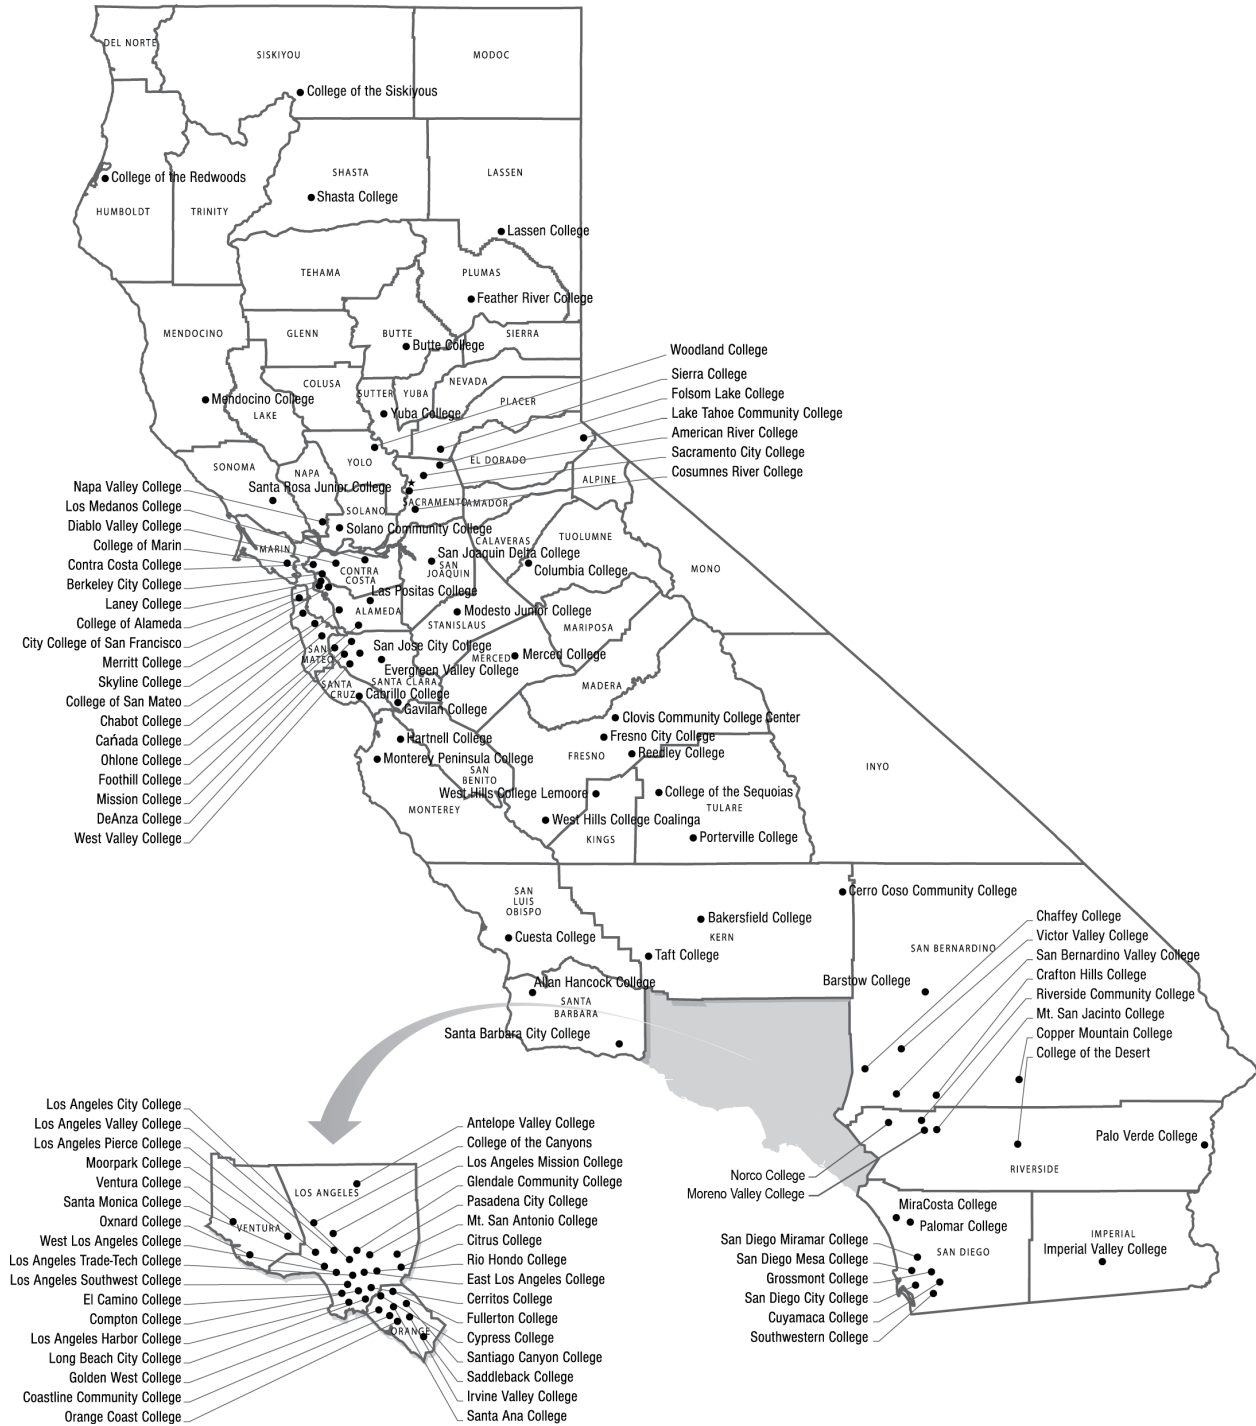 DEL NORTE
SISKIYOU
MODOC
College of the Siskiyous
College of the Redwoods
SHASTA
LASSEN
Shasta College
HUMBOLDT
TRINITY
Lassen College
TEHAMA
PLUMAS
Feather River College
MENDOCINO
GLENN
BUTTE
SIERRA
Butte College
COLUSA
NEVADA
SUTTER
YUBA
PLACER
Mendocino College
LAKE
Yuba College
Woodland College
Sierra College
Folsom Lake College
Lake Tahoe Community College
American River College
Sacramento City College
Cosumnes River College
SONOMA
NAPA
YOLO
EL DORADO
ALPINE
Santa Rosa Junior College
SACRAMENTO
AMADOR
SOLANO
Solano Community College
Napa Valley College
Los Medanos College
Diablo Valley College
College of Marin
Contra Costa College
Berkeley City College
Laney College
College of Alameda
City College of San Francisco
Merritt College
Skyline College
College of San Mateo
Chabot College
Cańada College
Ohlone College
Foothill College
Mission College
DeAnza College
West Valley College
MARIN
CONTRA
COSTA
San Joaquin Delta College
SAN
JOAQUIN
CALAVERAS
TUOLUMNE
Columbia College
MONO
Las Positas College
ALAMEDA
STANISLAUS
Modesto Junior College
MARIPOSA
SAN
MATEO
San Jose City College
Evergreen Valley College
MERCED
Merced College
SANTA CLARA
SANTA
CRUZ
Cabrillo College
Gavilan College
MADERA
Clovis Community College Center
Hartnell College
Fresno City College
Monterey Peninsula College
FRESNO
Reedley College
INYO
SAN
BENITO
West Hills College Lemoore
College of the Sequoias
TULARE
MONTEREY
West Hills College Coalinga
KINGS
Porterville College
SAN
LUIS
OBISPO
Cerro Coso Community College
Bakersfield College
KERN
Cuesta College
Taft College
SAN BERNARDINO
Barstow College
Allan Hancock College
SANTA
BARBARA
Santa Barbara City College
Chaffey College
Victor Valley College
San Bernardino Valley College
Crafton Hills College
Riverside Community College
Mt. San Jacinto College
Copper Mountain College
College of the Desert
Palo Verde College
RIVERSIDE
Norco College
Moreno Valley College
MiraCosta College
Palomar College
IMPERIAL
Imperial Valley College
SAN DIEGO
San Diego Miramar College
San Diego Mesa College
Grossmont College
San Diego City College
Cuyamaca College
Southwestern College
Los Angeles City College
Los Angeles Valley College
Los Angeles Pierce College
Moorpark College
Ventura College
Santa Monica College
Oxnard College
West Los Angeles College
Los Angeles Trade-Tech College
Los Angeles Southwest College
El Camino College
Compton College
Los Angeles Harbor College
Long Beach City College
Golden West College
Coastline Community College
Orange Coast College
LOS ANGELES
VENTURA
ORANGE
Antelope Valley College
College of the Canyons
Los Angeles Mission College
Glendale Community College
Pasadena City College
Mt. San Antonio College
Citrus College
Rio Hondo College
East Los Angeles College
Cerritos College
Fullerton College
Cypress College
Santiago Canyon College
Saddleback College
Irvine Valley College
Santa Ana College